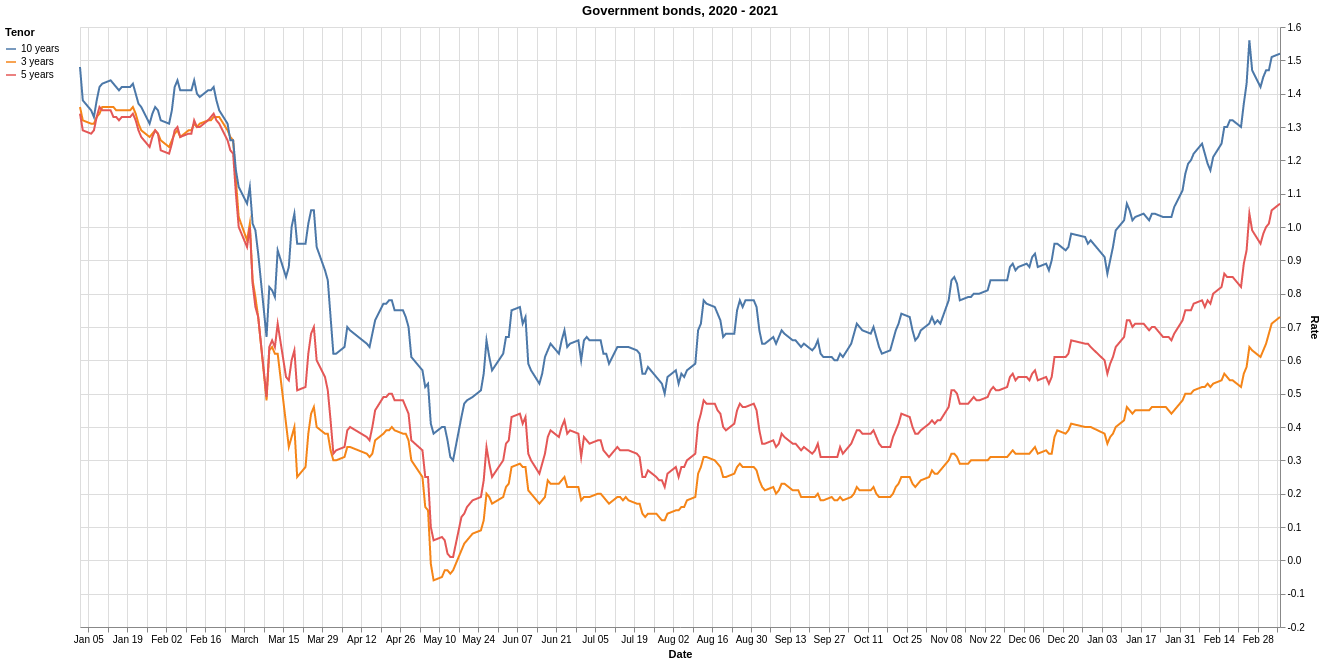 Government bonds, 2020 - 2021
Tenor
10 years
3 years
5 years
1.6
1.5
1.4
1.3
1.2
1.1
1.0
0.9
0.8
0.7
0.6
0.5
0.4
0.3
0.2
0.1
0.0
-0.1
-0.2
Rate
Jan 05 Jan 19 Feb 02 Feb 16 March Mar 15 Mar 29 Apr 12 Apr 26 May 10 May 24 Jun 07 Jun 21 Jul 05 Jul 19 Aug 02 Aug 16 Aug 30 Sep 13 Sep 27 Oct 11 Oct 25 Nov 08 Nov 22 Dec 06 Dec 20 Jan 03 Jan 17 Jan 31 Feb 14 Feb 28
Date